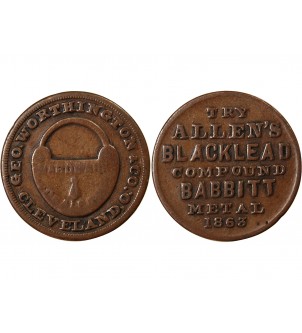 GEO. WORTHINGTON & CO.
CLEVELAND, O.
TRY
ALLEN'S
BLACKLEAD
COMPOUND
BABBITT
METAL
1863